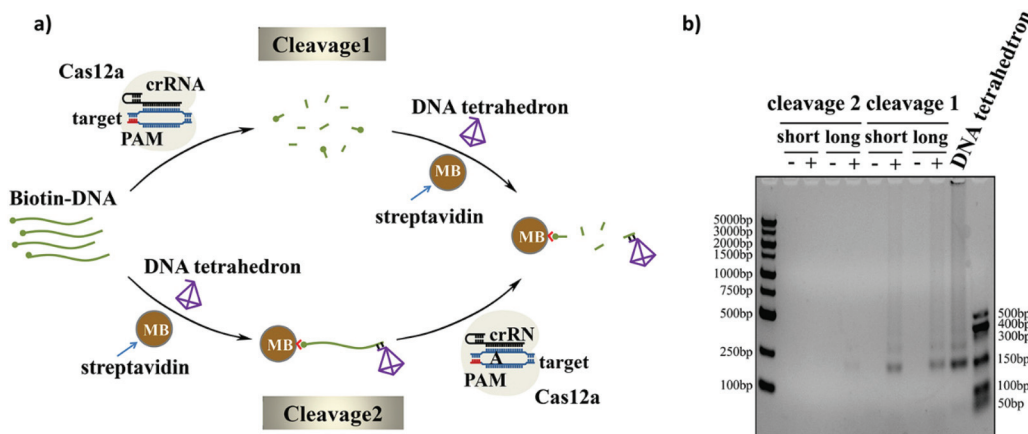 a)
Cleavage1
Cas12a
crRNA
target
PAM
DNA tetrahedron
MB
streptavidin
Biotin-DNA
MB
DNA tetrahedron
MB
streptavidin
MB
crRN
A
target
PAM
Cas12a
Cleavage2
b)
cleavage 2 cleavage 1
short long short long
- + - + - + - +
DNA tetrahedtron
5000bp
3000bp
2000bp
1500bp
1000bp
750bp
500bp
250bp
100bp
500bp
400bp
300bp
150bp
100bp
50bp